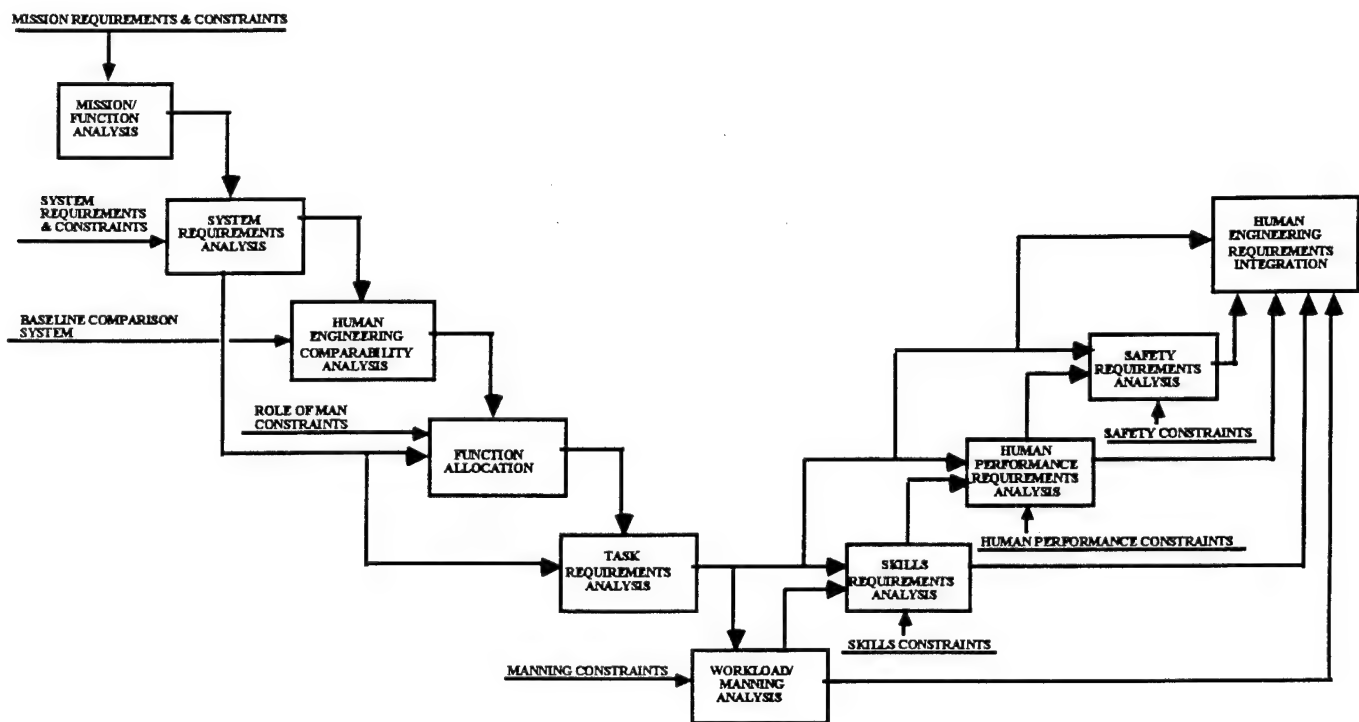 MISSION REQUIREMENTS & CONSTRAINTS
MISSION/
FUNCTION
ANALYSIS
SYSTEM
REQUIREMENTS
& CONSTRAINTS
SYSTEM
REQUIREMENTS
ANALYSIS
HUMAN
ENGINEERING
REQUIREMENTS
INTEGRATION
BASELINE COMPARISON
SYSTEM
HUMAN
ENGINEERING
COMPARABILITY
ANALYSIS
SAFETY
REQUIREMENTS
ANALYSIS
ROLE OF MAN
CONSTRAINTS
FUNCTION
ALLOCATION
SAFETY CONSTRAINTS
HUMAN
PERFORMANCE
REQUIREMENTS
ANALYSIS
HUMAN PERFORMANCE CONSTRAINTS
TASK
REQUIREMENTS
ANALYSIS
SKILLS
REQUIREMENTS
ANALYSIS
SKILLS CONSTRAINTS
MANNING CONSTRAINTS
WORKLOAD/
MANNING
ANALYSIS